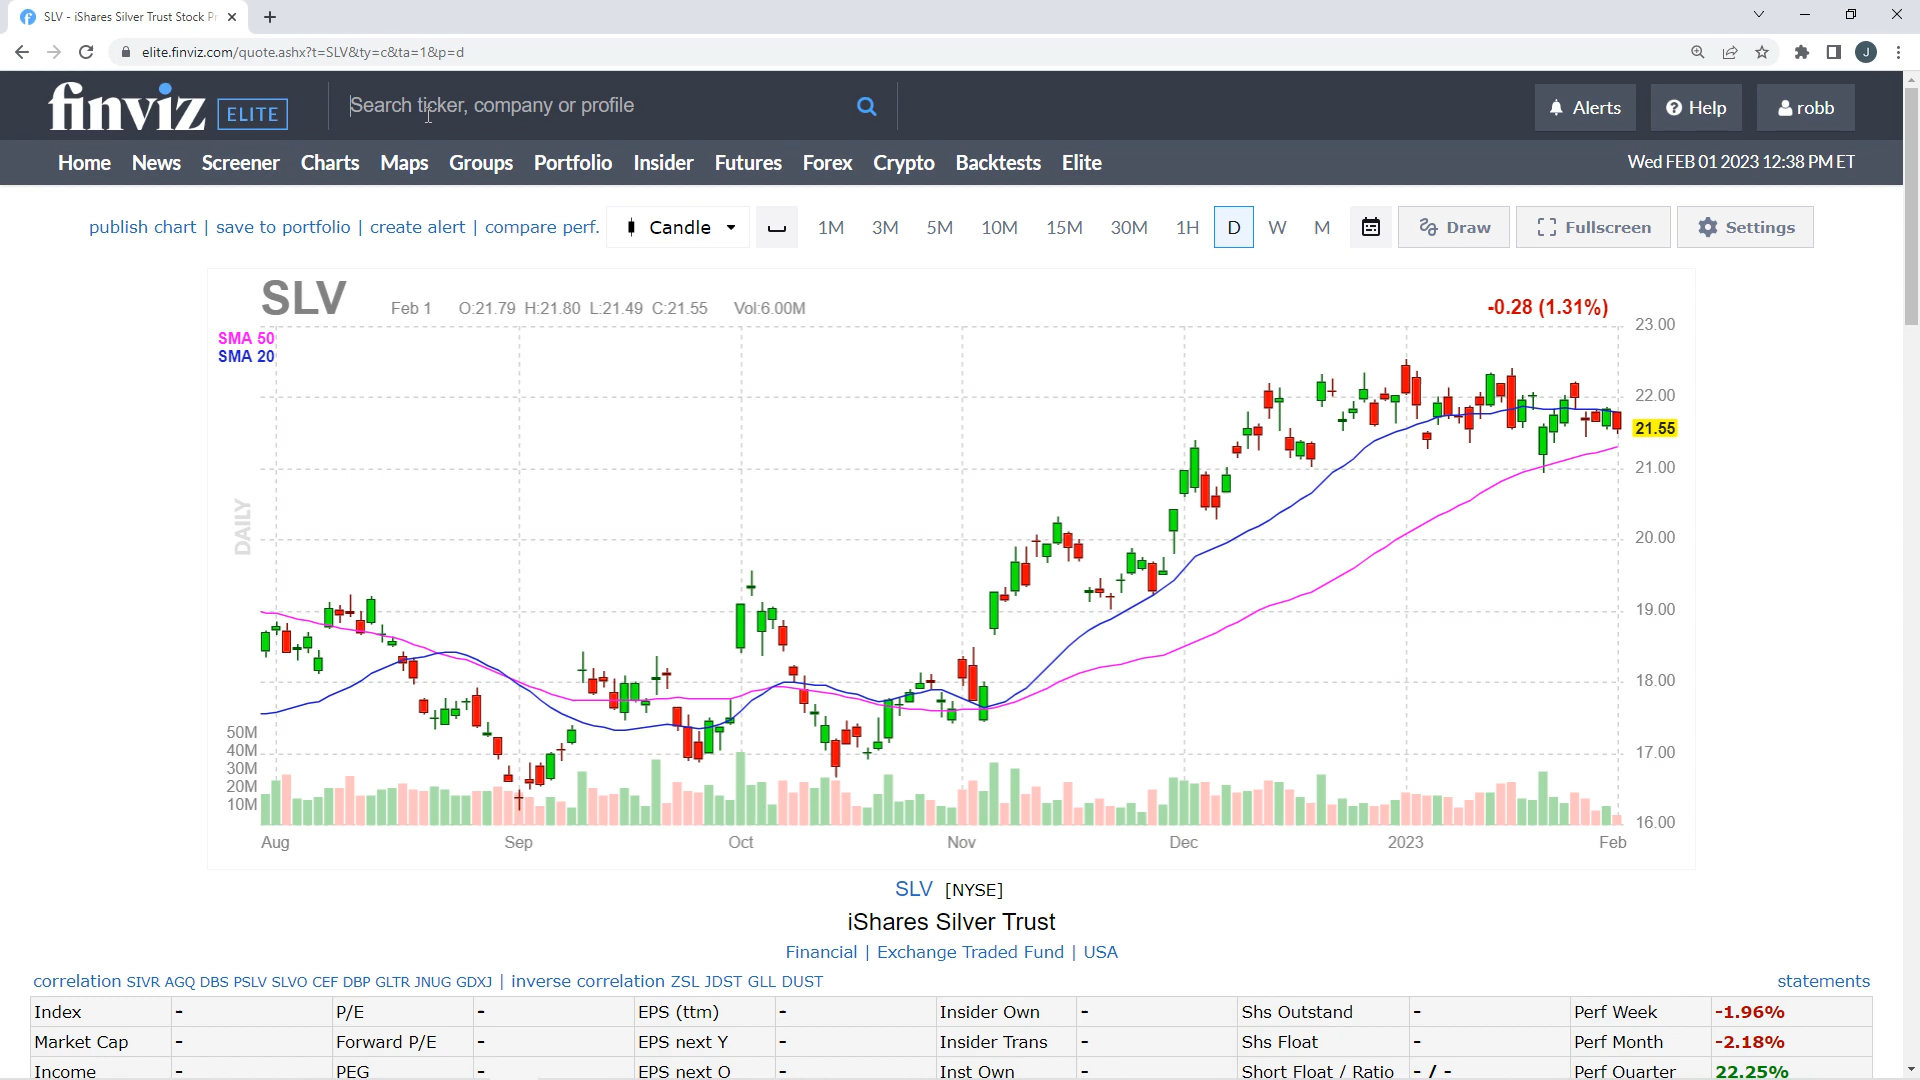 SLV - iShares Silver Trust Stock Pr
elite.finviz.com/quote.ashx?t=SLV&ty=c&ta=1&p=d
J
finviz ELITE
Search ticker, company or profile
Alerts
Help
robb
Home News Screener Charts Maps Groups Portfolio Insider Futures Forex Crypto Backtests Elite
Wed FEB 01 2023 12:38 PM ET
publish chart | save to portfolio | create alert | compare perf.
Candle
1M 3M 5M 10M 15M 30M 1H D W M
Draw
Fullscreen
Settings
SLV
Feb 1 O:21.79 H:21.80 L:21.49 C:21.55 Vol:6.00M
-0.28 (1.31%)
SMA 50
SMA 20
DAILY
23.00
22.00
21.55
21.00
20.00
19.00
18.00
17.00
16.00
50M
40M
30M
20M
10M
Aug Sep Oct Nov Dec 2023 Feb
SLV [NYSE]
iShares Silver Trust
Financial | Exchange Traded Fund | USA
correlation SIVR AGQ DBS PSLV SLVO CEF DBP GLTR JNUG GDXJ | inverse correlation ZSL JDST GLL DUST
statements
Index - P/E - EPS (ttm) - Insider Own - Shs Outstand - Perf Week -1.96%
Market Cap - Forward P/E - EPS next Y - Insider Trans - Shs Float - Perf Month -2.18%
Income - PEG - EPS next Q - Inst Own - Short Float / Ratio - / - Perf Quarter 22.25%